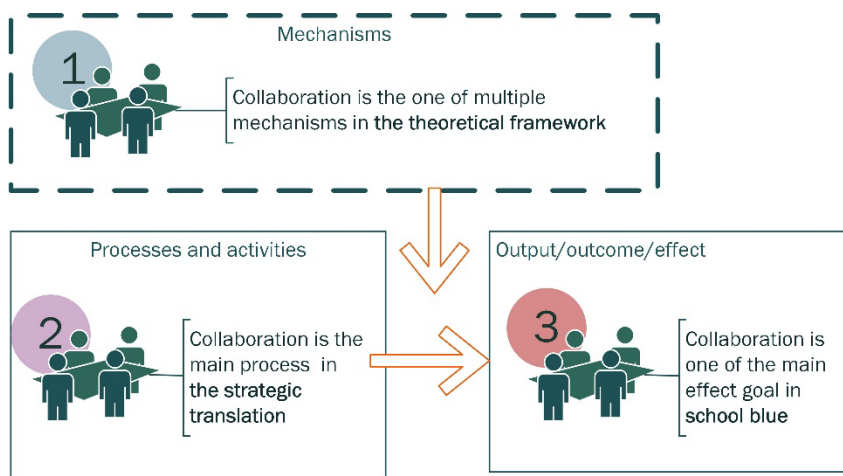 Mechanisms
1
Collaboration is the one of multiple
mechanisms in the theoretical framework
Processes and activities
2
Collaboration is the
main process in
the strategic
translation
Output/outcome/effect
3
Collaboration is
one of the main
effect goal in
school blue